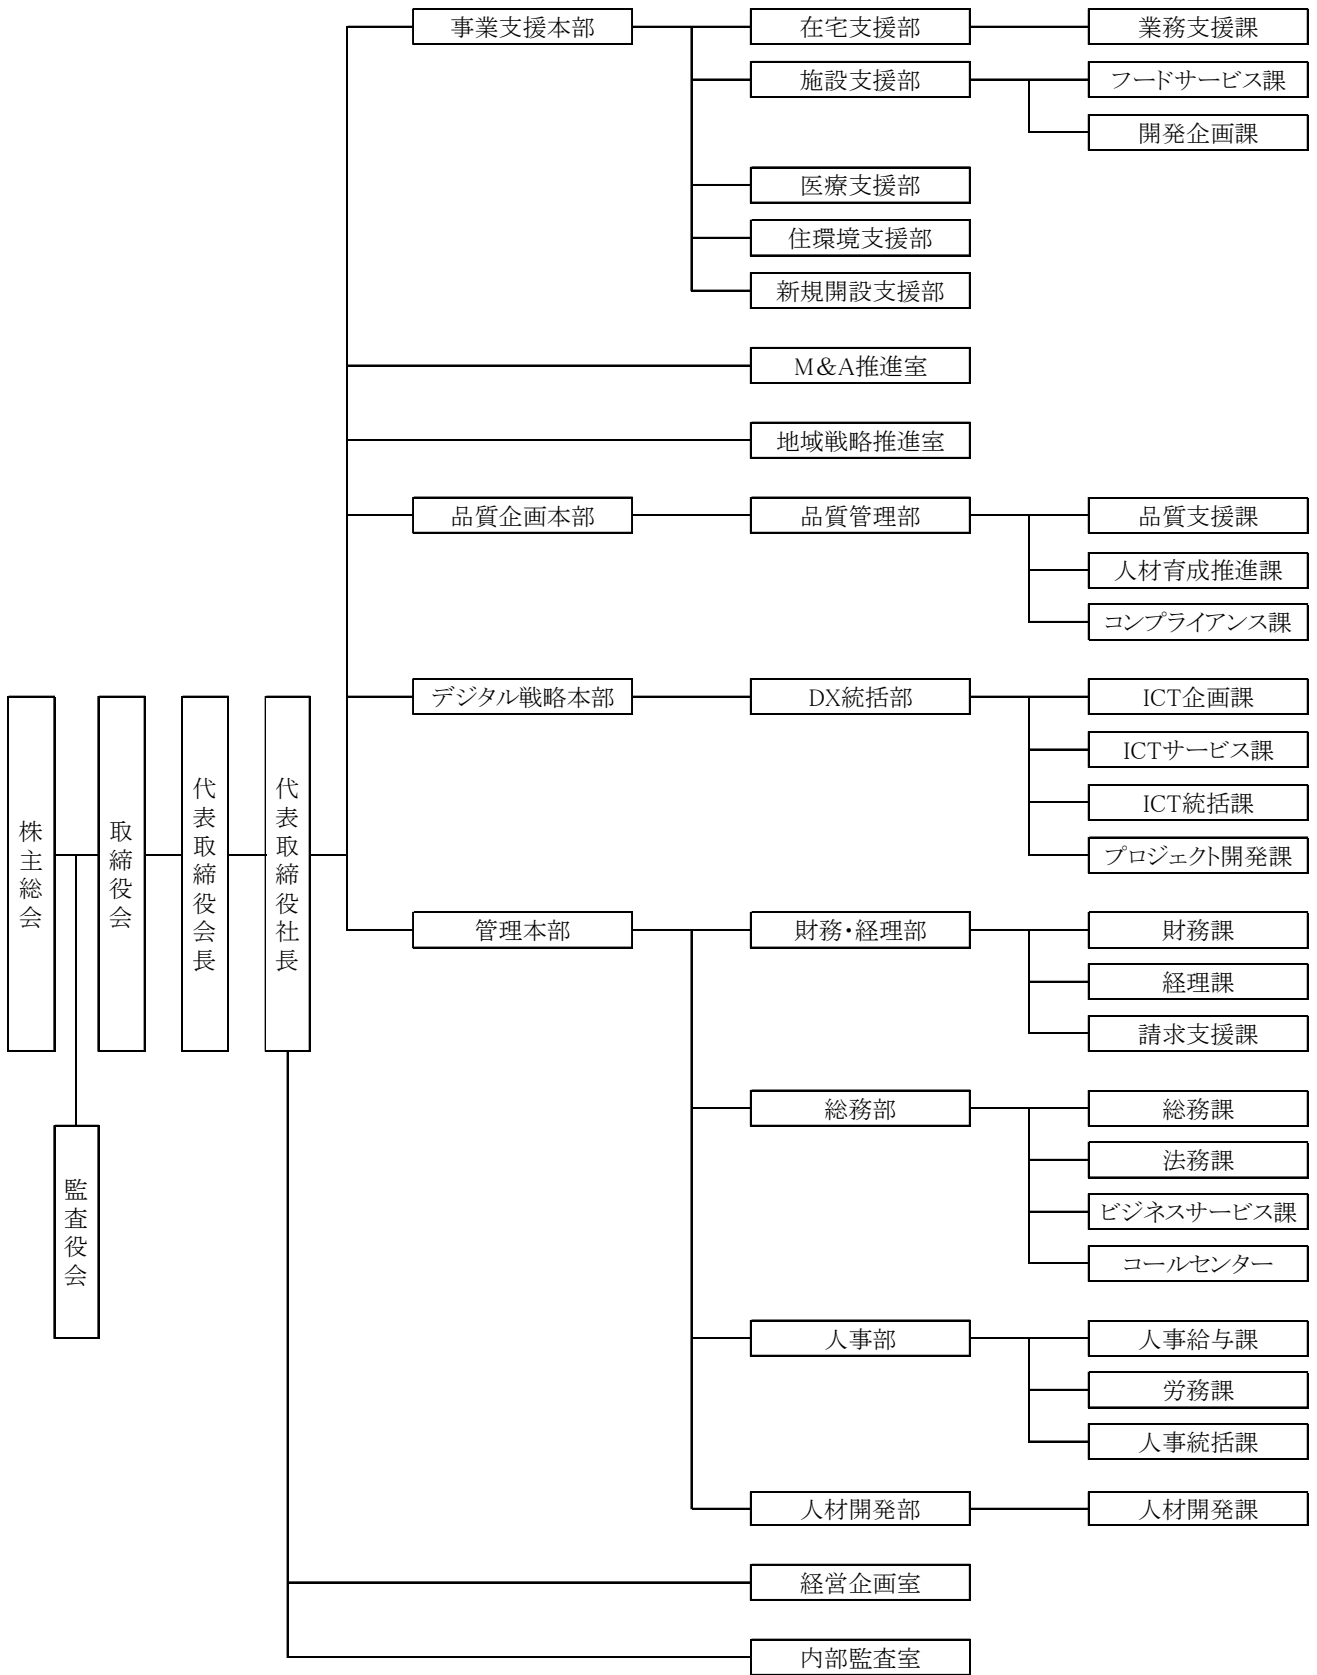 株主総会
取締役会
監査役会
代表取締役会長
代表取締役社長
事業支援本部
在宅支援部
業務支援課
施設支援部
フードサービス課
開発企画課
医療支援部
住環境支援部
新規開設支援部
M&A推進室
地域戦略推進室
品質企画本部
品質管理部
品質支援課
人材育成推進課
コンプライアンス課
デジタル戦略本部
DX統括部
ICT企画課
ICTサービス課
ICT統括課
プロジェクト開発課
管理本部
財務・経理部
財務課
経理課
請求支援課
総務部
総務課
法務課
ビジネスサービス課
コールセンター
人事部
人事給与課
労務課
人事統括課
人材開発部
人材開発課
経営企画室
内部監査室